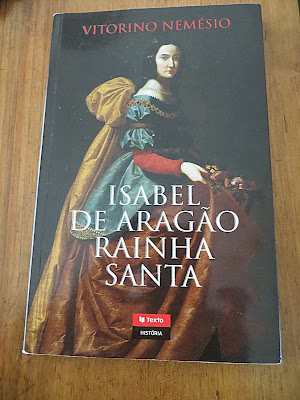 VITORINO NEMÉSIO
ISABEL
DE ARAGÃO
RAINHA
SANTA
Texto
HISTÓRIA